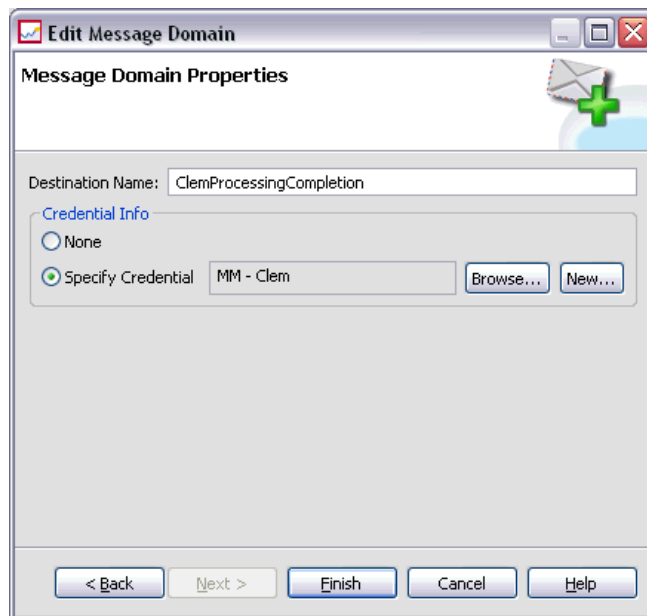 Edit Message Domain
Message Domain Properties
Destination Name: ClemProcessingCompletion
Credential Info
None
Specify Credential MM - Clem Browse... New...
< Back Next > Finish Cancel Help